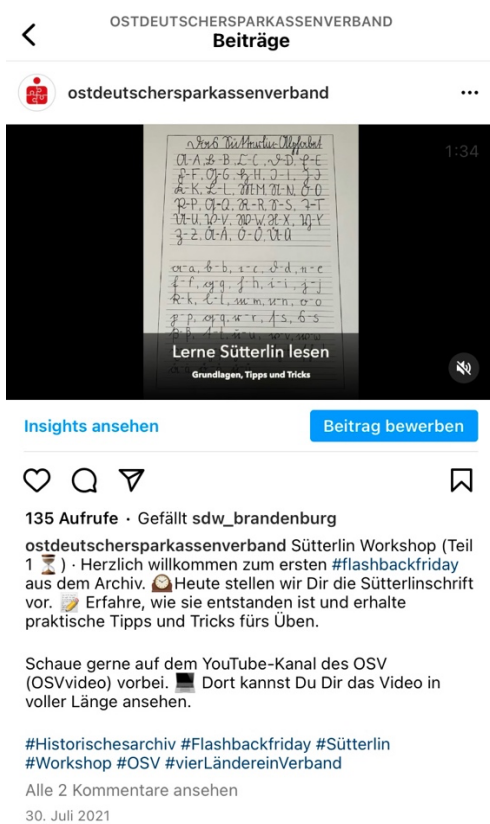 OSTDEUTSCHERSPARKASSENVERBAND
Beiträge
ostdeutschersparkassenverband
1:34
Das Sütterlin-Alphabet
A-A, B-B, C-C, D-D, E-E
F-F, G-G, H-H, I-I, J-J
K-K, L-L, M-M, N-N, O-O
P-P, Q-Q, R-R, S-S, T-T
U-U, V-V, W-W, X-X, Y-Y
Z-Z, Ä-Ä, Ö-Ö, Ü-Ü
a-a, b-b, c-c, d-d, e-e
f-f, g-g, h-h, i-i, j-j
k-k, l-l, m-m, n-n, o-o
p-p, q-q, r-r, s-s, s-s
Lerne Sütterlin lesen
Grundlagen, Tipps und Tricks
Insights ansehen
Beitrag bewerben
135 Aufrufe · Gefällt sdw_brandenburg
ostdeutschersparkassenverband Sütterlin Workshop (Teil
1 ⏳) · Herzlich willkommen zum ersten #flashbackfriday
aus dem Archiv. 🕰️Heute stellen wir Dir die Sütterlinschrift
vor. 📝 Erfahre, wie sie entstanden ist und erhalte
praktische Tipps und Tricks fürs Üben.
Schaue gerne auf dem YouTube-Kanal des OSV
(OSVvideo) vorbei. 💻 Dort kannst Du Dir das Video in
voller Länge ansehen.
#Historischesarchiv #Flashbackfriday #Sütterlin
#Workshop #OSV #vierLändereinVerband
Alle 2 Kommentare ansehen
30. Juli 2021